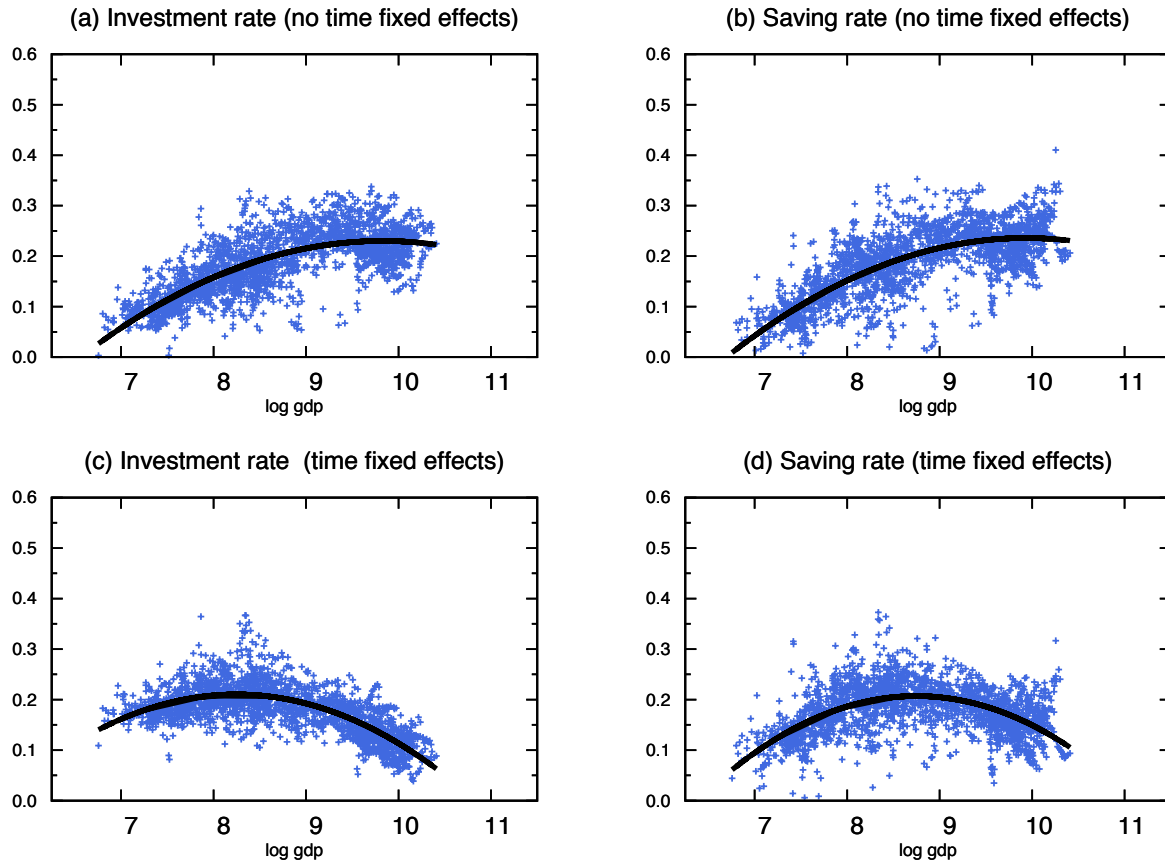 (a) Investment rate (no time fixed effects)
0.6
0.5
0.4
0.3
0.2
0.1
0.0
7 8 9 10 11
log gdp
(b) Saving rate (no time fixed effects)
0.6
0.5
0.4
0.3
0.2
0.1
0.0
7 8 9 10 11
log gdp
(c) Investment rate (time fixed effects)
0.6
0.5
0.4
0.3
0.2
0.1
0.0
7 8 9 10 11
log gdp
(d) Saving rate (time fixed effects)
0.6
0.5
0.4
0.3
0.2
0.1
0.0
7 8 9 10 11
log gdp